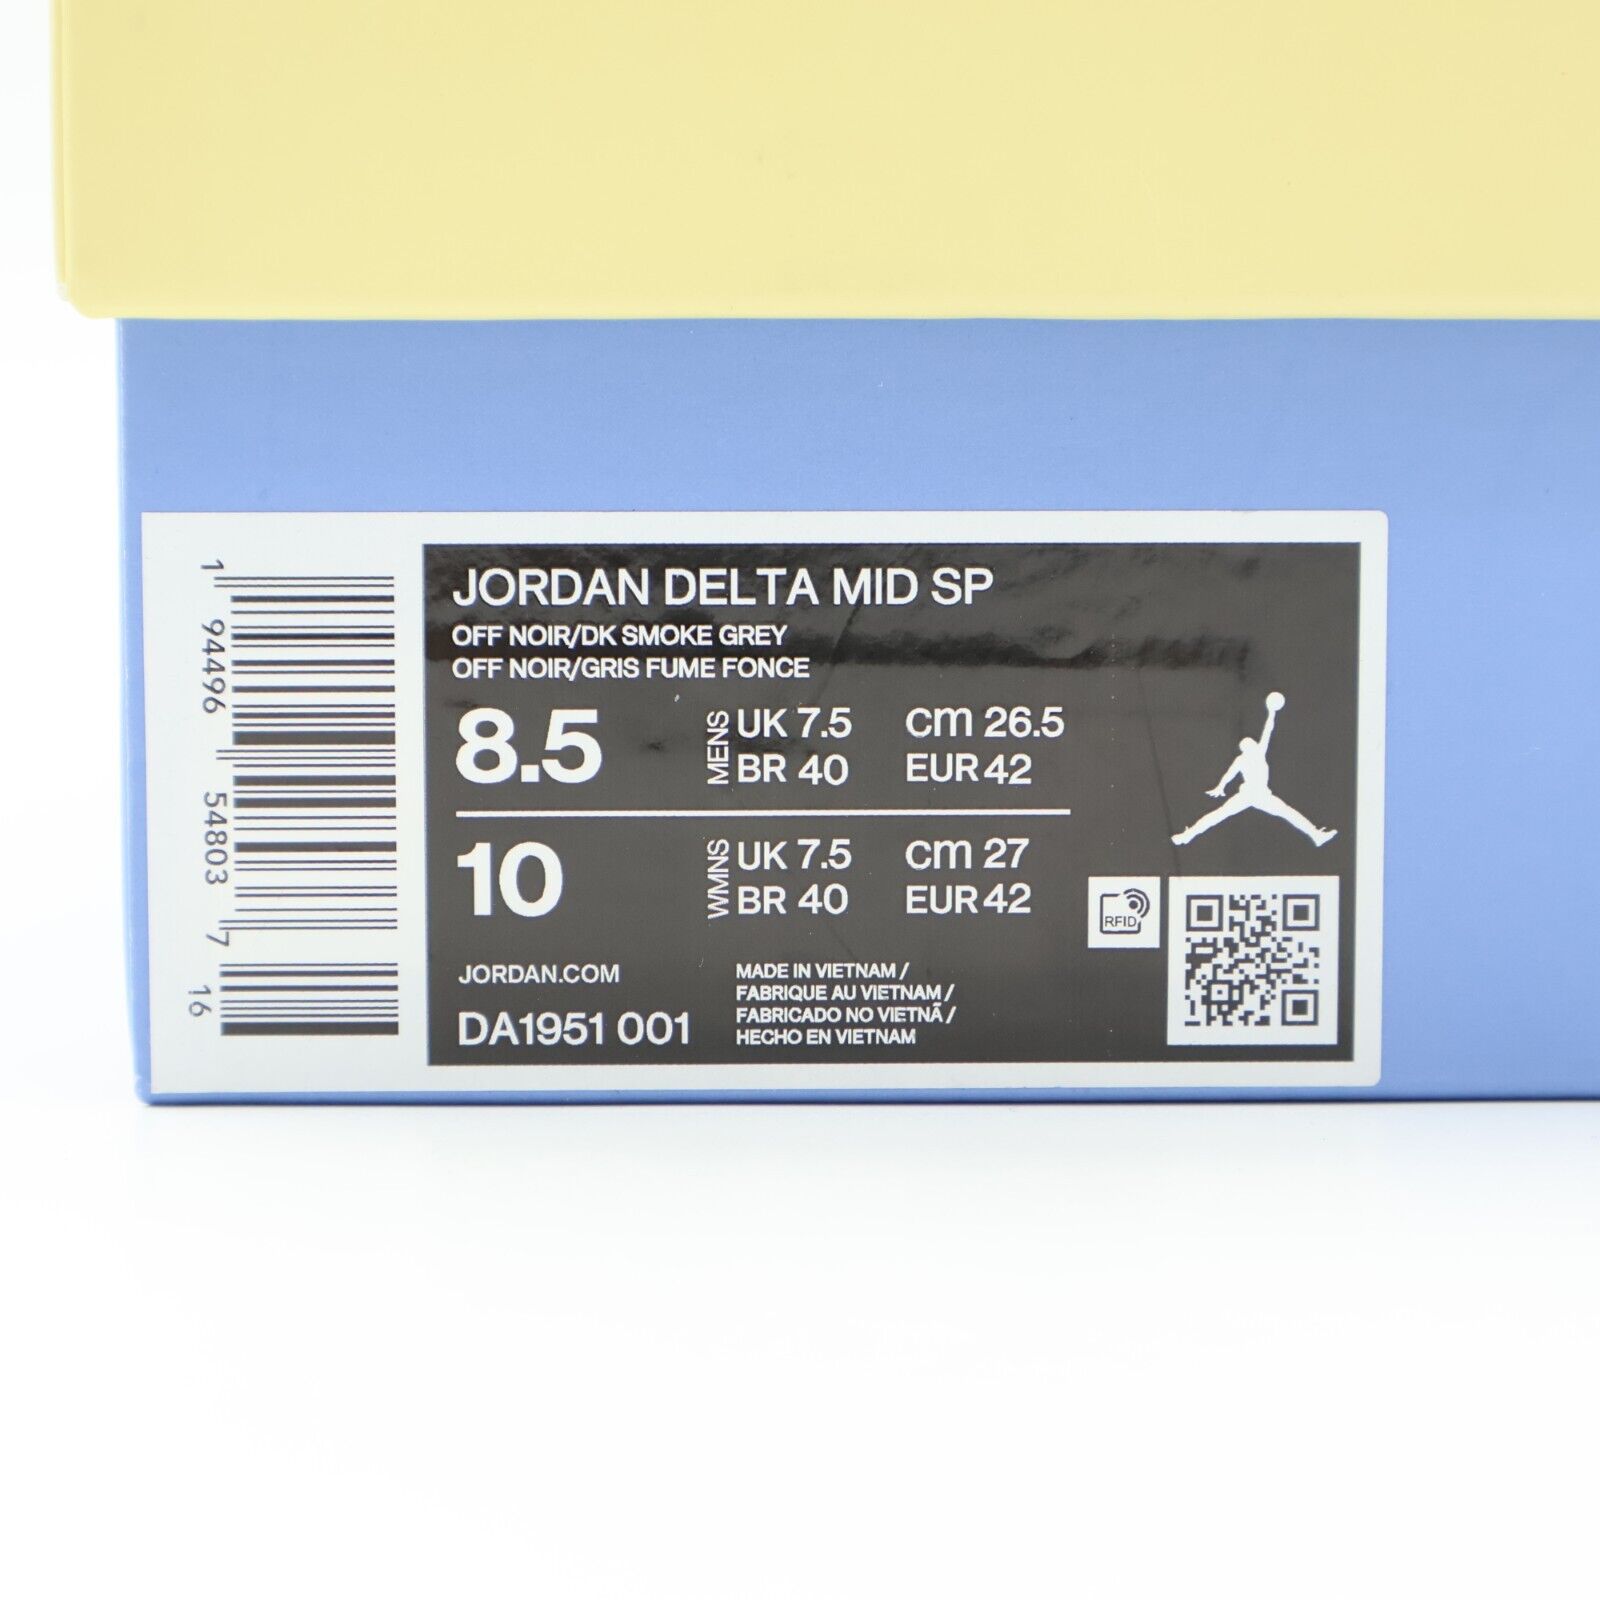 JORDAN DELTA MID SP
OFF NOIR/DK SMOKE GREY
OFF NOIR/GRIS FUME FONCE
8.5 MENS UK 7.5 CM 26.5
BR 40 EUR 42
10 WMNS UK 7.5 CM 27
BR 40 EUR 42
JORDAN.COM
DA1951 001
MADE IN VIETNAM /
FABRIQUE AU VIETNAM /
FABRICADO NO VIETNÃ /
HECHO EN VIETNAM
RFID
1 94496 54803 7
16